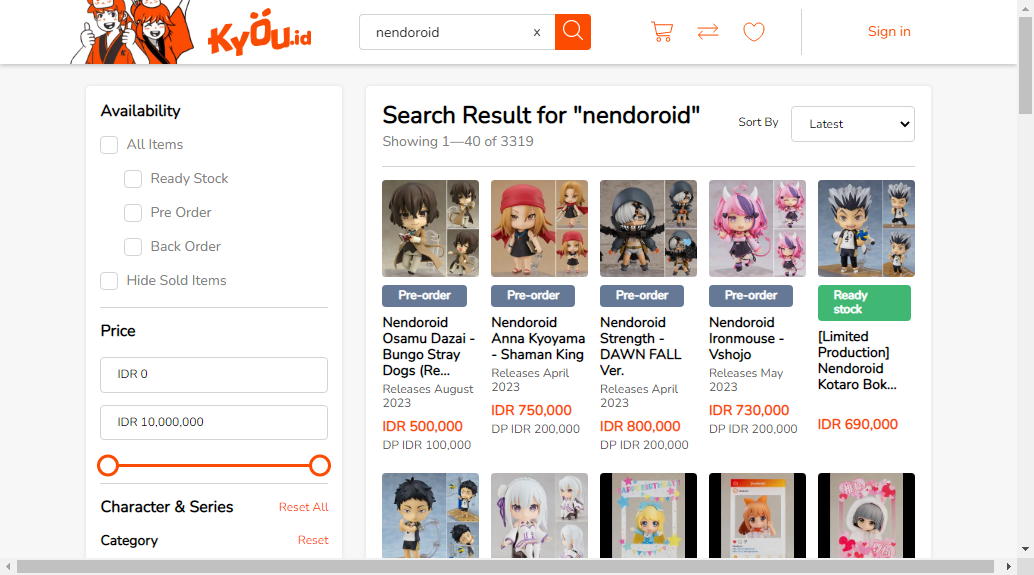 Kyou.id
nendoroid
x
Sign in
Availability
All Items
Ready Stock
Pre Order
Back Order
Hide Sold Items
Price
IDR 0
IDR 10,000,000
Character & Series
Reset All
Category
Reset
Search Result for "nendoroid"
Showing 1—40 of 3319
Sort By
Latest
Pre-order
Nendoroid
Osamu Dazai -
Bungo Stray
Dogs (Re...
Releases August
2023
IDR 500,000
DP IDR 100,000
Pre-order
Nendoroid
Anna Kyoyama
- Shaman King
Releases April
2023
IDR 750,000
DP IDR 200,000
Pre-order
Nendoroid
Strength -
DAWN FALL
Ver.
Releases April
2023
IDR 800,000
DP IDR 200,000
Pre-order
Nendoroid
Ironmouse -
Vshojo
Releases May
2023
IDR 730,000
DP IDR 200,000
Ready
stock
[Limited
Production]
Nendoroid
Kotaro Bok...
IDR 690,000
HAPPY BIRTHDAY